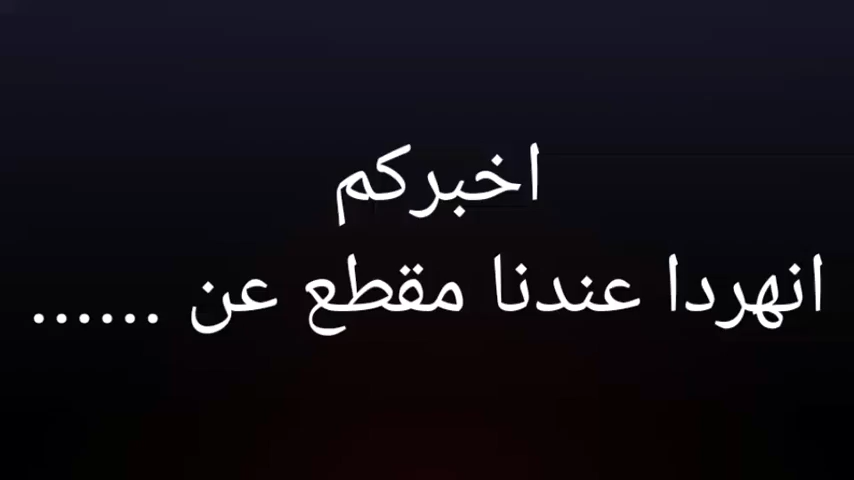 اخبركم
انهردا عندنا مقطع عن ......